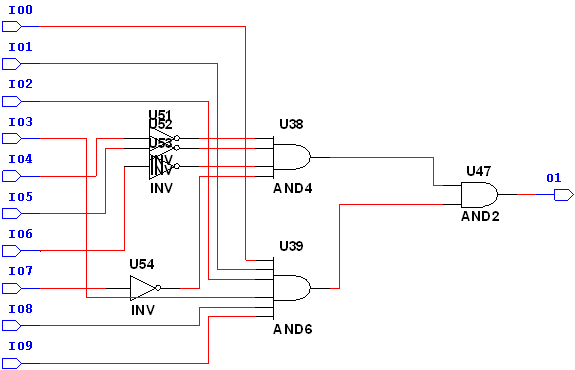 I00
I01
I02
I03
I04
I05
I06
I07
I08
I09
U51
U52
U53
INV
INV
INV
U54
INV
U38
AND4
U39
AND6
U47
AND2
O1